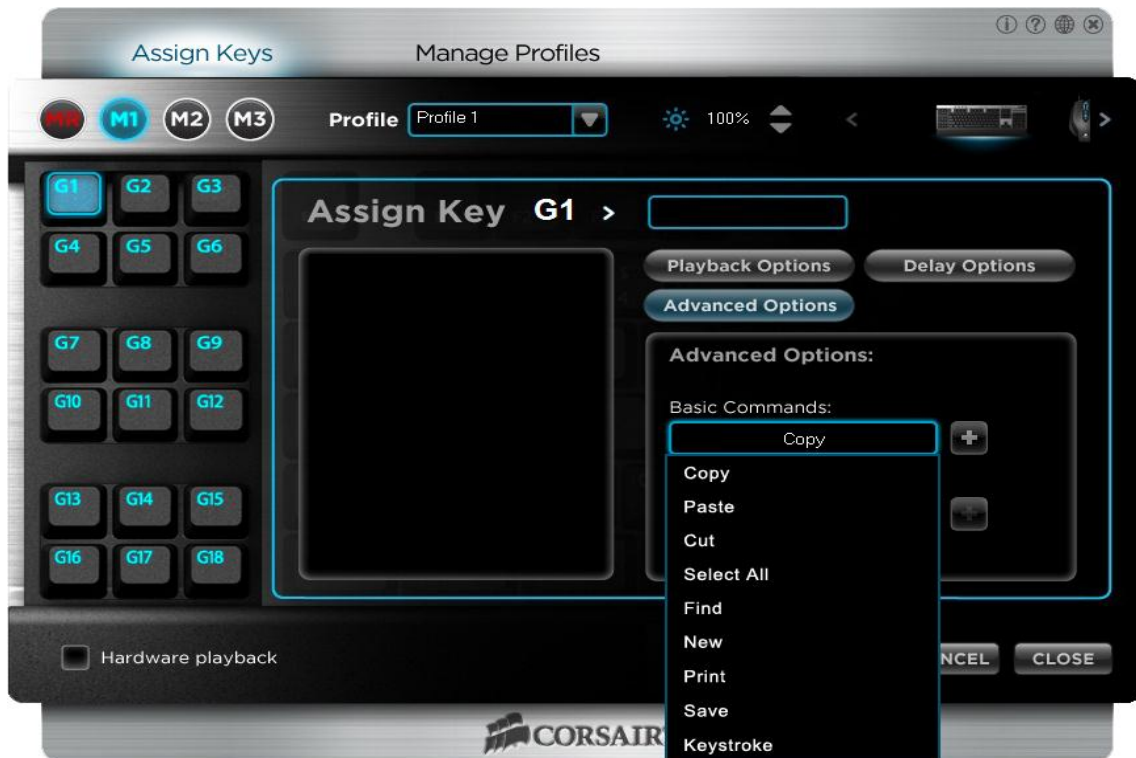 Assign Keys
Manage Profiles
MR
M1
M2
M3
Profile
Profile 1
100%
G1
G2
G3
G4
G5
G6
G7
G8
G9
G10
G11
G12
G13
G14
G15
G16
G17
G18
Assign Key G1 >
Playback Options
Delay Options
Advanced Options
Advanced Options:
Basic Commands:
Copy
Copy
Paste
Cut
Select All
Find
New
Print
Save
Keystroke
Hardware playback
NCEL
CLOSE
CORSAIR